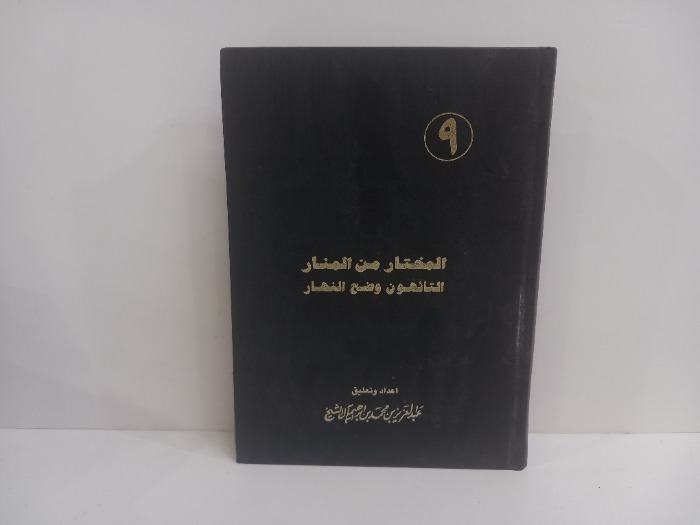 ٩
المختار من المنار
التائهون وضح النهار
اعداد وتعليق
عبدالعزيز بن محمد بن ابراهيم آل الشيخ